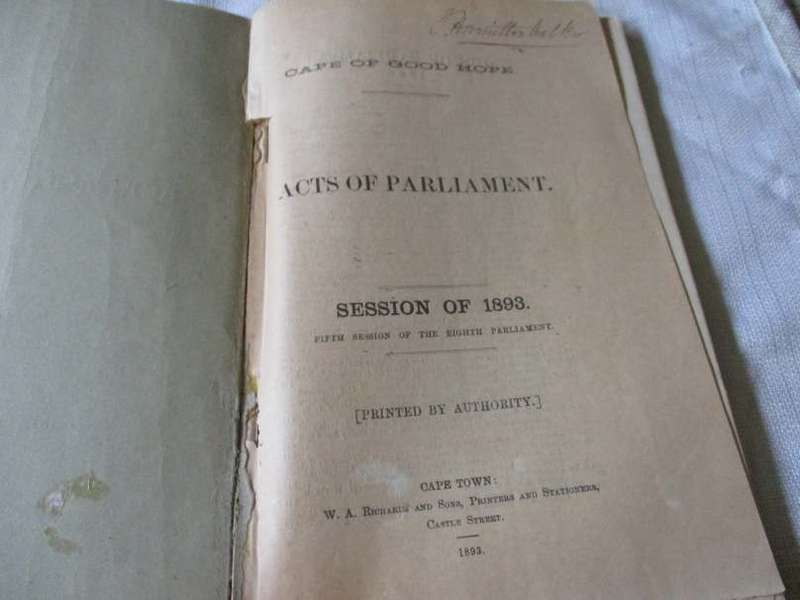 CAPE OF GOOD HOPE
ACTS OF PARLIAMENT.
SESSION OF 1893.
FIFTH SESSION OF THE EIGHTH PARLIAMENT.
[PRINTED BY AUTHORITY.]
CAPE TOWN:
W. A. RICHARDS AND SONS, PRINTERS AND STATIONERS,
CASTLE STREET.
1893.